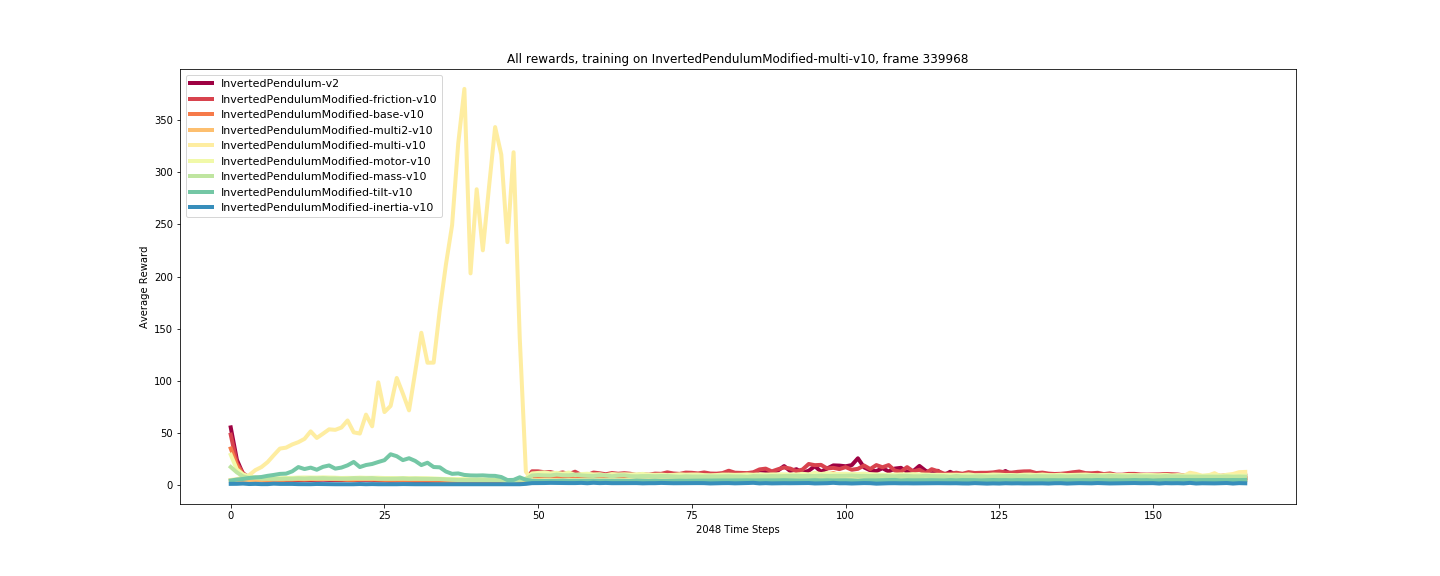 All rewards, training on InvertedPendulumModified-multi-v10, frame 339968
InvertedPendulum-v2
InvertedPendulumModified-friction-v10
InvertedPendulumModified-base-v10
InvertedPendulumModified-multi2-v10
InvertedPendulumModified-multi-v10
InvertedPendulumModified-motor-v10
InvertedPendulumModified-mass-v10
InvertedPendulumModified-tilt-v10
InvertedPendulumModified-inertia-v10
Average Reward
350
300
250
200
150
100
50
0
0 25 50 75 100 125 150
2048 Time Steps